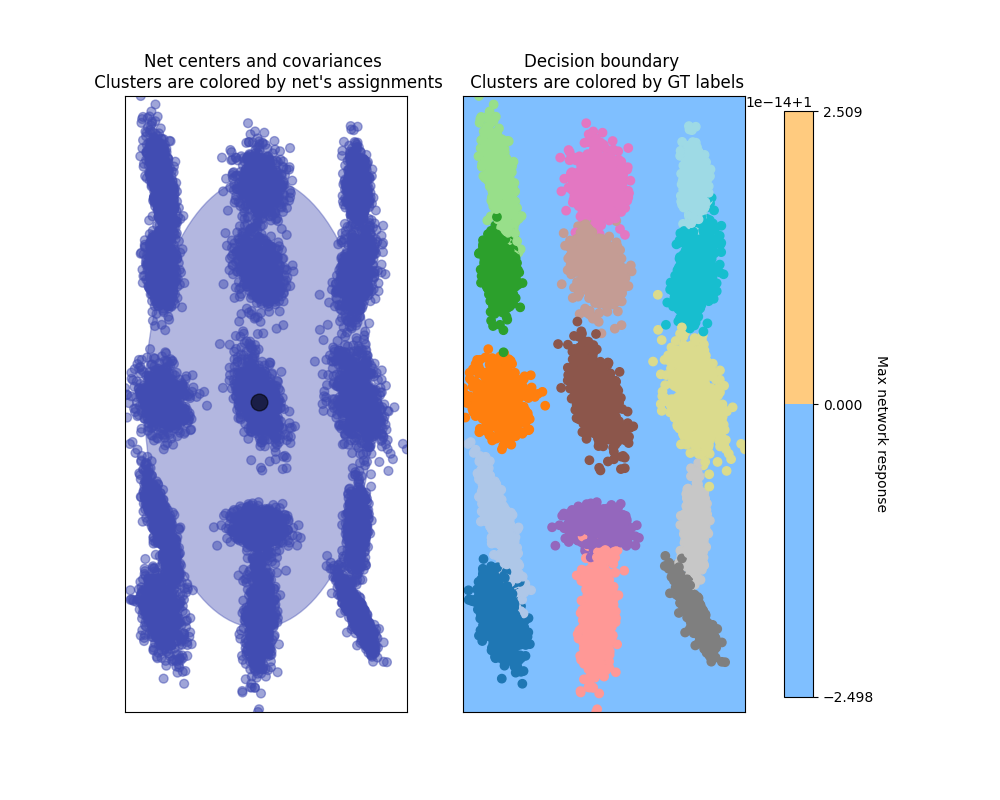 Net centers and covariances
Clusters are colored by net's assignments
Decision boundary
Clusters are colored by GT labels
1e−14+1
2.509
0.000
−2.498
Max network response